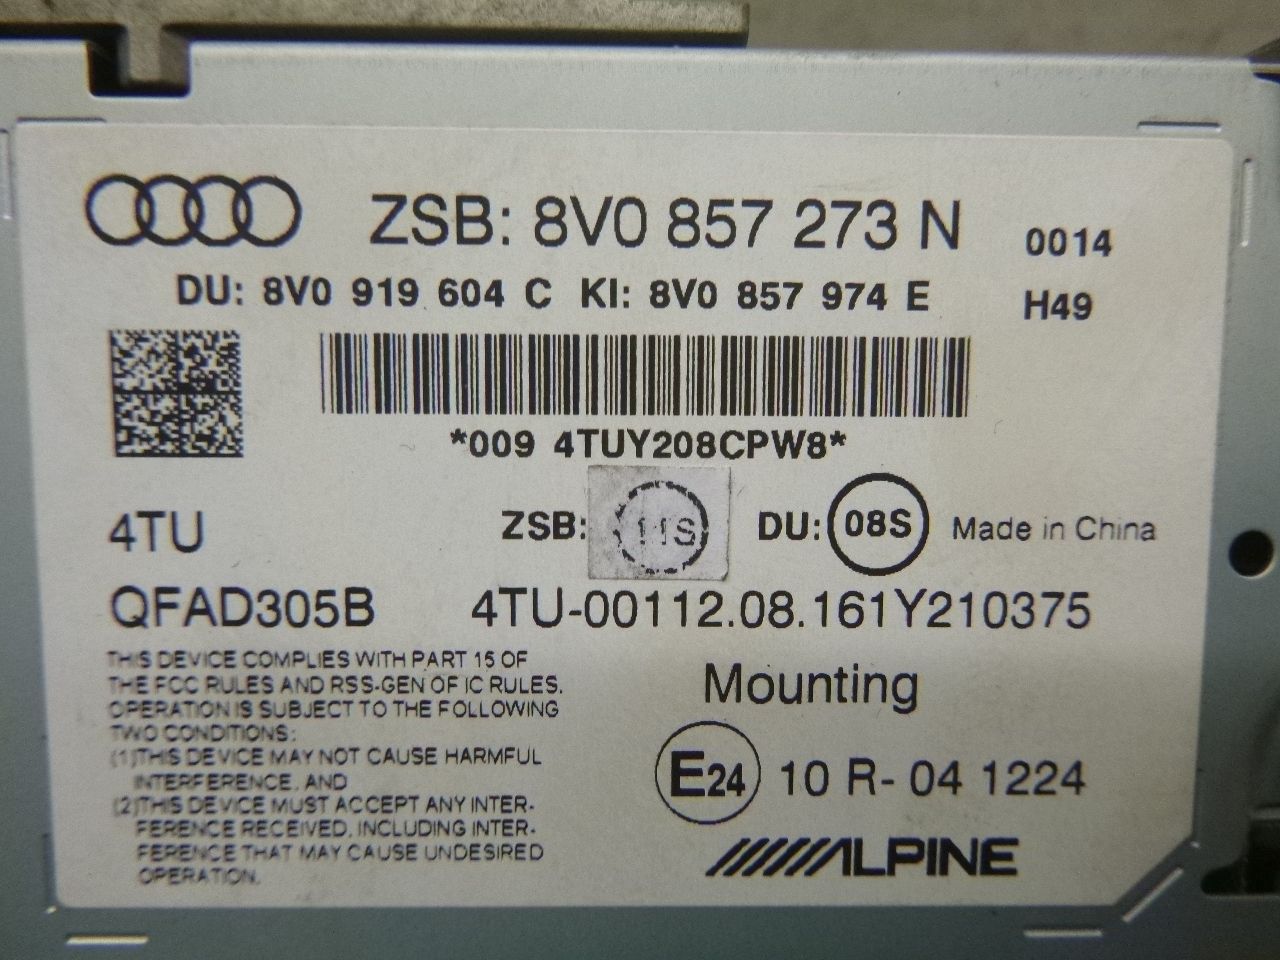 ZSB: 8V0 857 273 N 0014
DU: 8V0 919 604 C KI: 8V0 857 974 E H49
*009 4TUY208CPW8*
4TU ZSB: 11S DU: 08S Made in China
QFAD305B 4TU-00112.08.161Y210375
THIS DEVICE COMPLIES WITH PART 15 OF
THE FCC RULES AND RSS-GEN OF IC RULES.
OPERATION IS SUBJECT TO THE FOLLOWING
TWO CONDITIONS:
(1)THIS DEVICE MAY NOT CAUSE HARMFUL
INTERFERENCE, AND
(2)THIS DEVICE MUST ACCEPT ANY INTER-
FERENCE RECEIVED, INCLUDING INTER-
FERENCE THAT MAY CAUSE UNDESIRED
OPERATION.
Mounting
E24 10 R- 04 1224
ALPINE